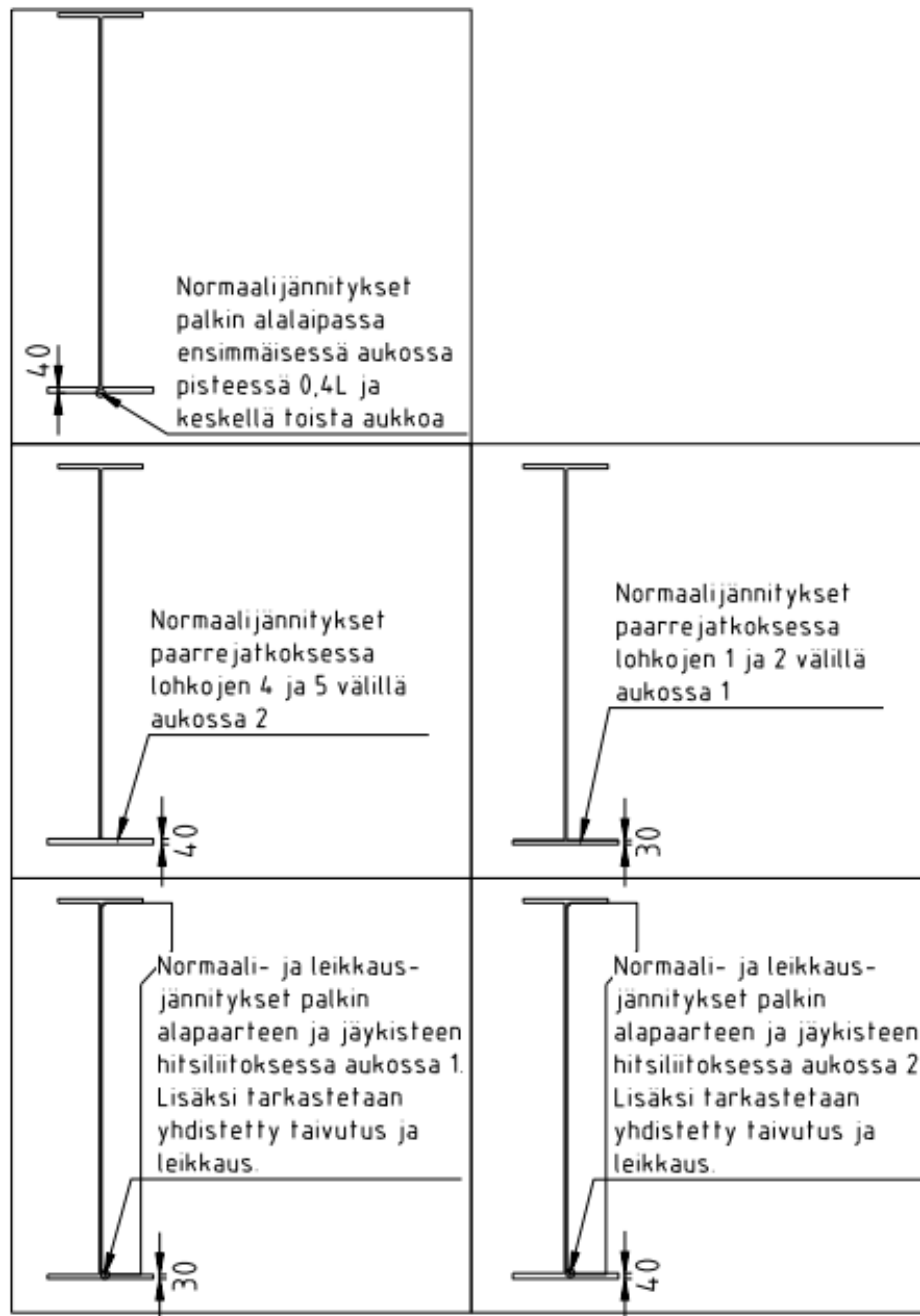 Normaalijännitykset
palkin alalaipassa
ensimmäisessä aukossa
pisteessä 0,4L ja
keskellä toista aukkoa
40
Normaalijännitykset
paarrejatkoksessa
lohkojen 4 ja 5 välillä
aukossa 2
40
Normaalijännitykset
paarrejatkoksessa
lohkojen 1 ja 2 välillä
aukossa 1
30
Normaali- ja leikkaus-
jännitykset palkin
alapaarteen ja jäykisteen
hitsiliitoksessa aukossa 1.
Lisäksi tarkastetaan
yhdistetty taivutus ja
leikkaus.
30
Normaali- ja leikkaus-
jännitykset palkin
alapaarteen ja jäykisteen
hitsiliitoksessa aukossa 2
Lisäksi tarkastetaan
yhdistetty taivutus ja
leikkaus.
40